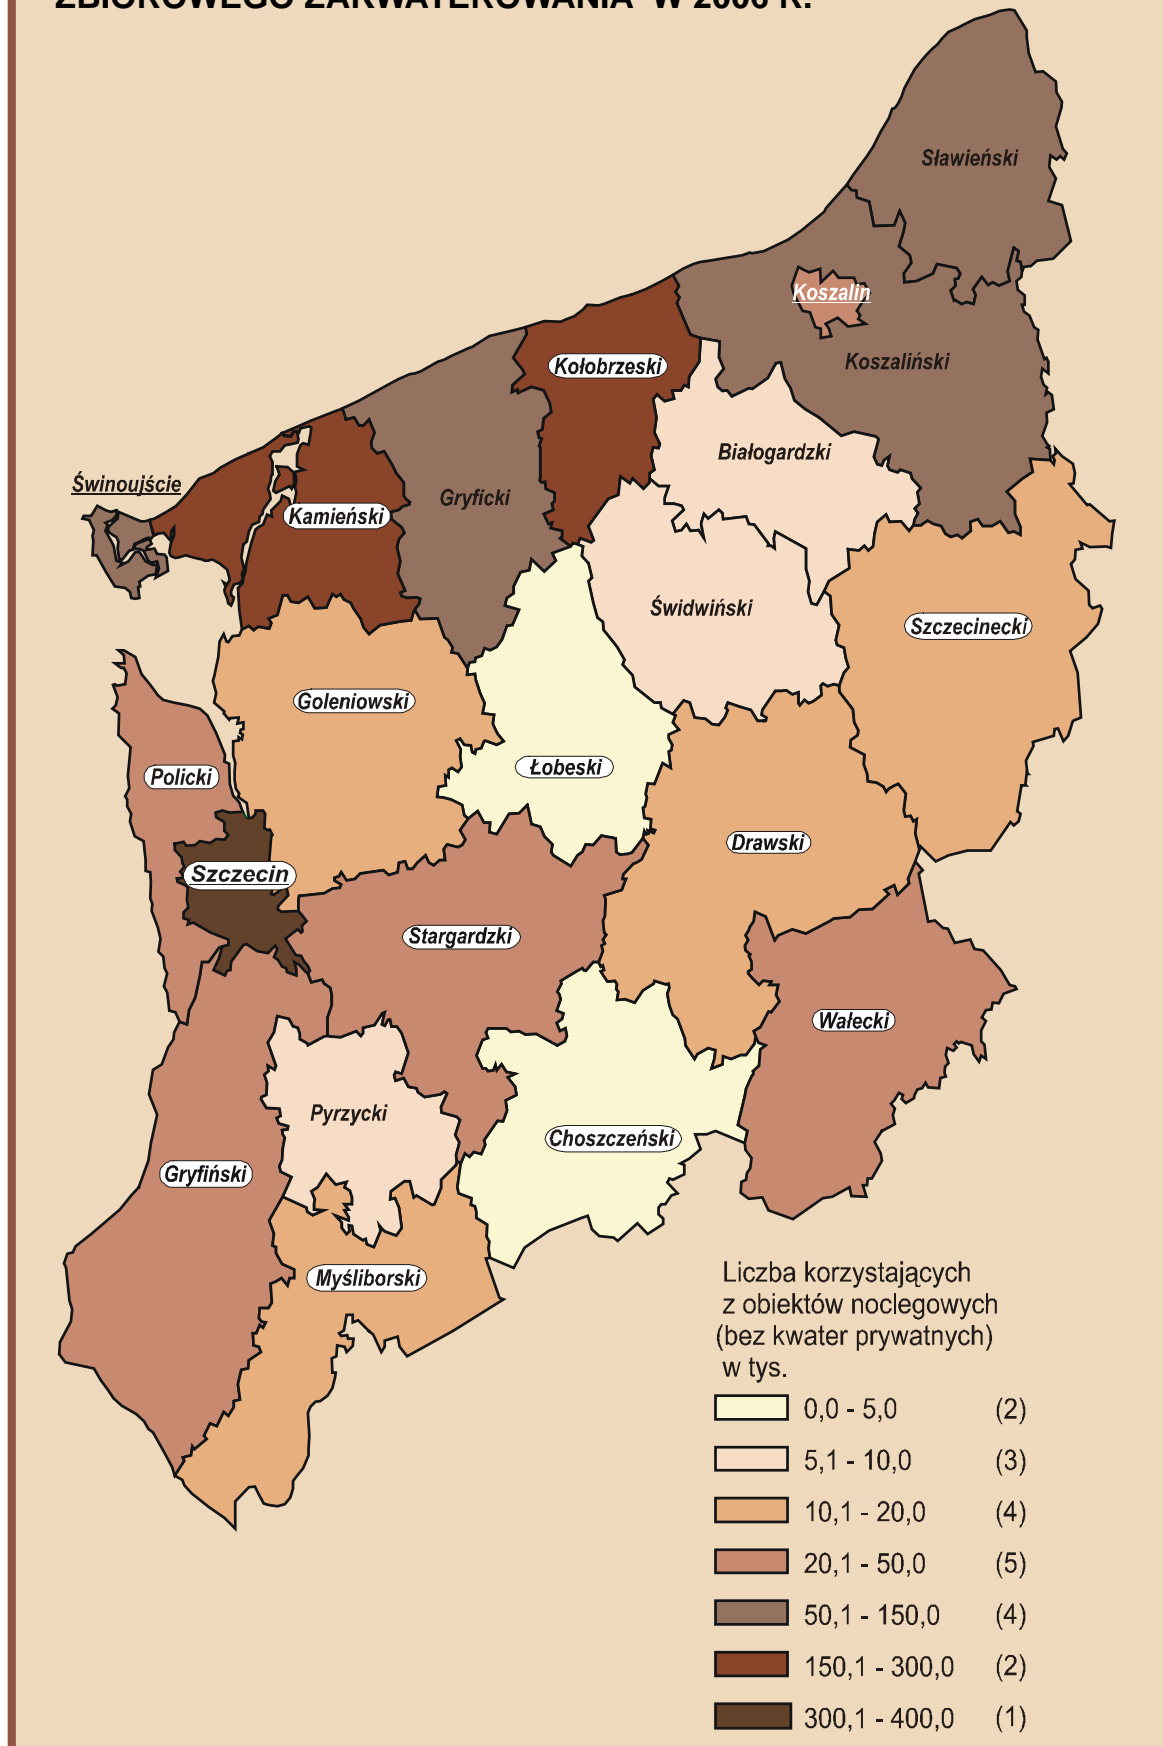 ZBIOROWEGO ZAKWATEROWANIA W 2006 R.
Sławieński
Koszalin
Koszaliński
Kołobrzeski
Białogardzki
Świnoujście
Kamieński
Gryficki
Świdwiński
Szczecinecki
Goleniowski
Łobeski
Policki
Drawski
Szczecin
Stargardzki
Wałecki
Pyrzycki
Choszczeński
Gryfiński
Myśliborski
Liczba korzystających
z obiektów noclegowych
(bez kwater prywatnych)
w tys.
0,0 - 5,0 (2)
5,1 - 10,0 (3)
10,1 - 20,0 (4)
20,1 - 50,0 (5)
50,1 - 150,0 (4)
150,1 - 300,0 (2)
300,1 - 400,0 (1)